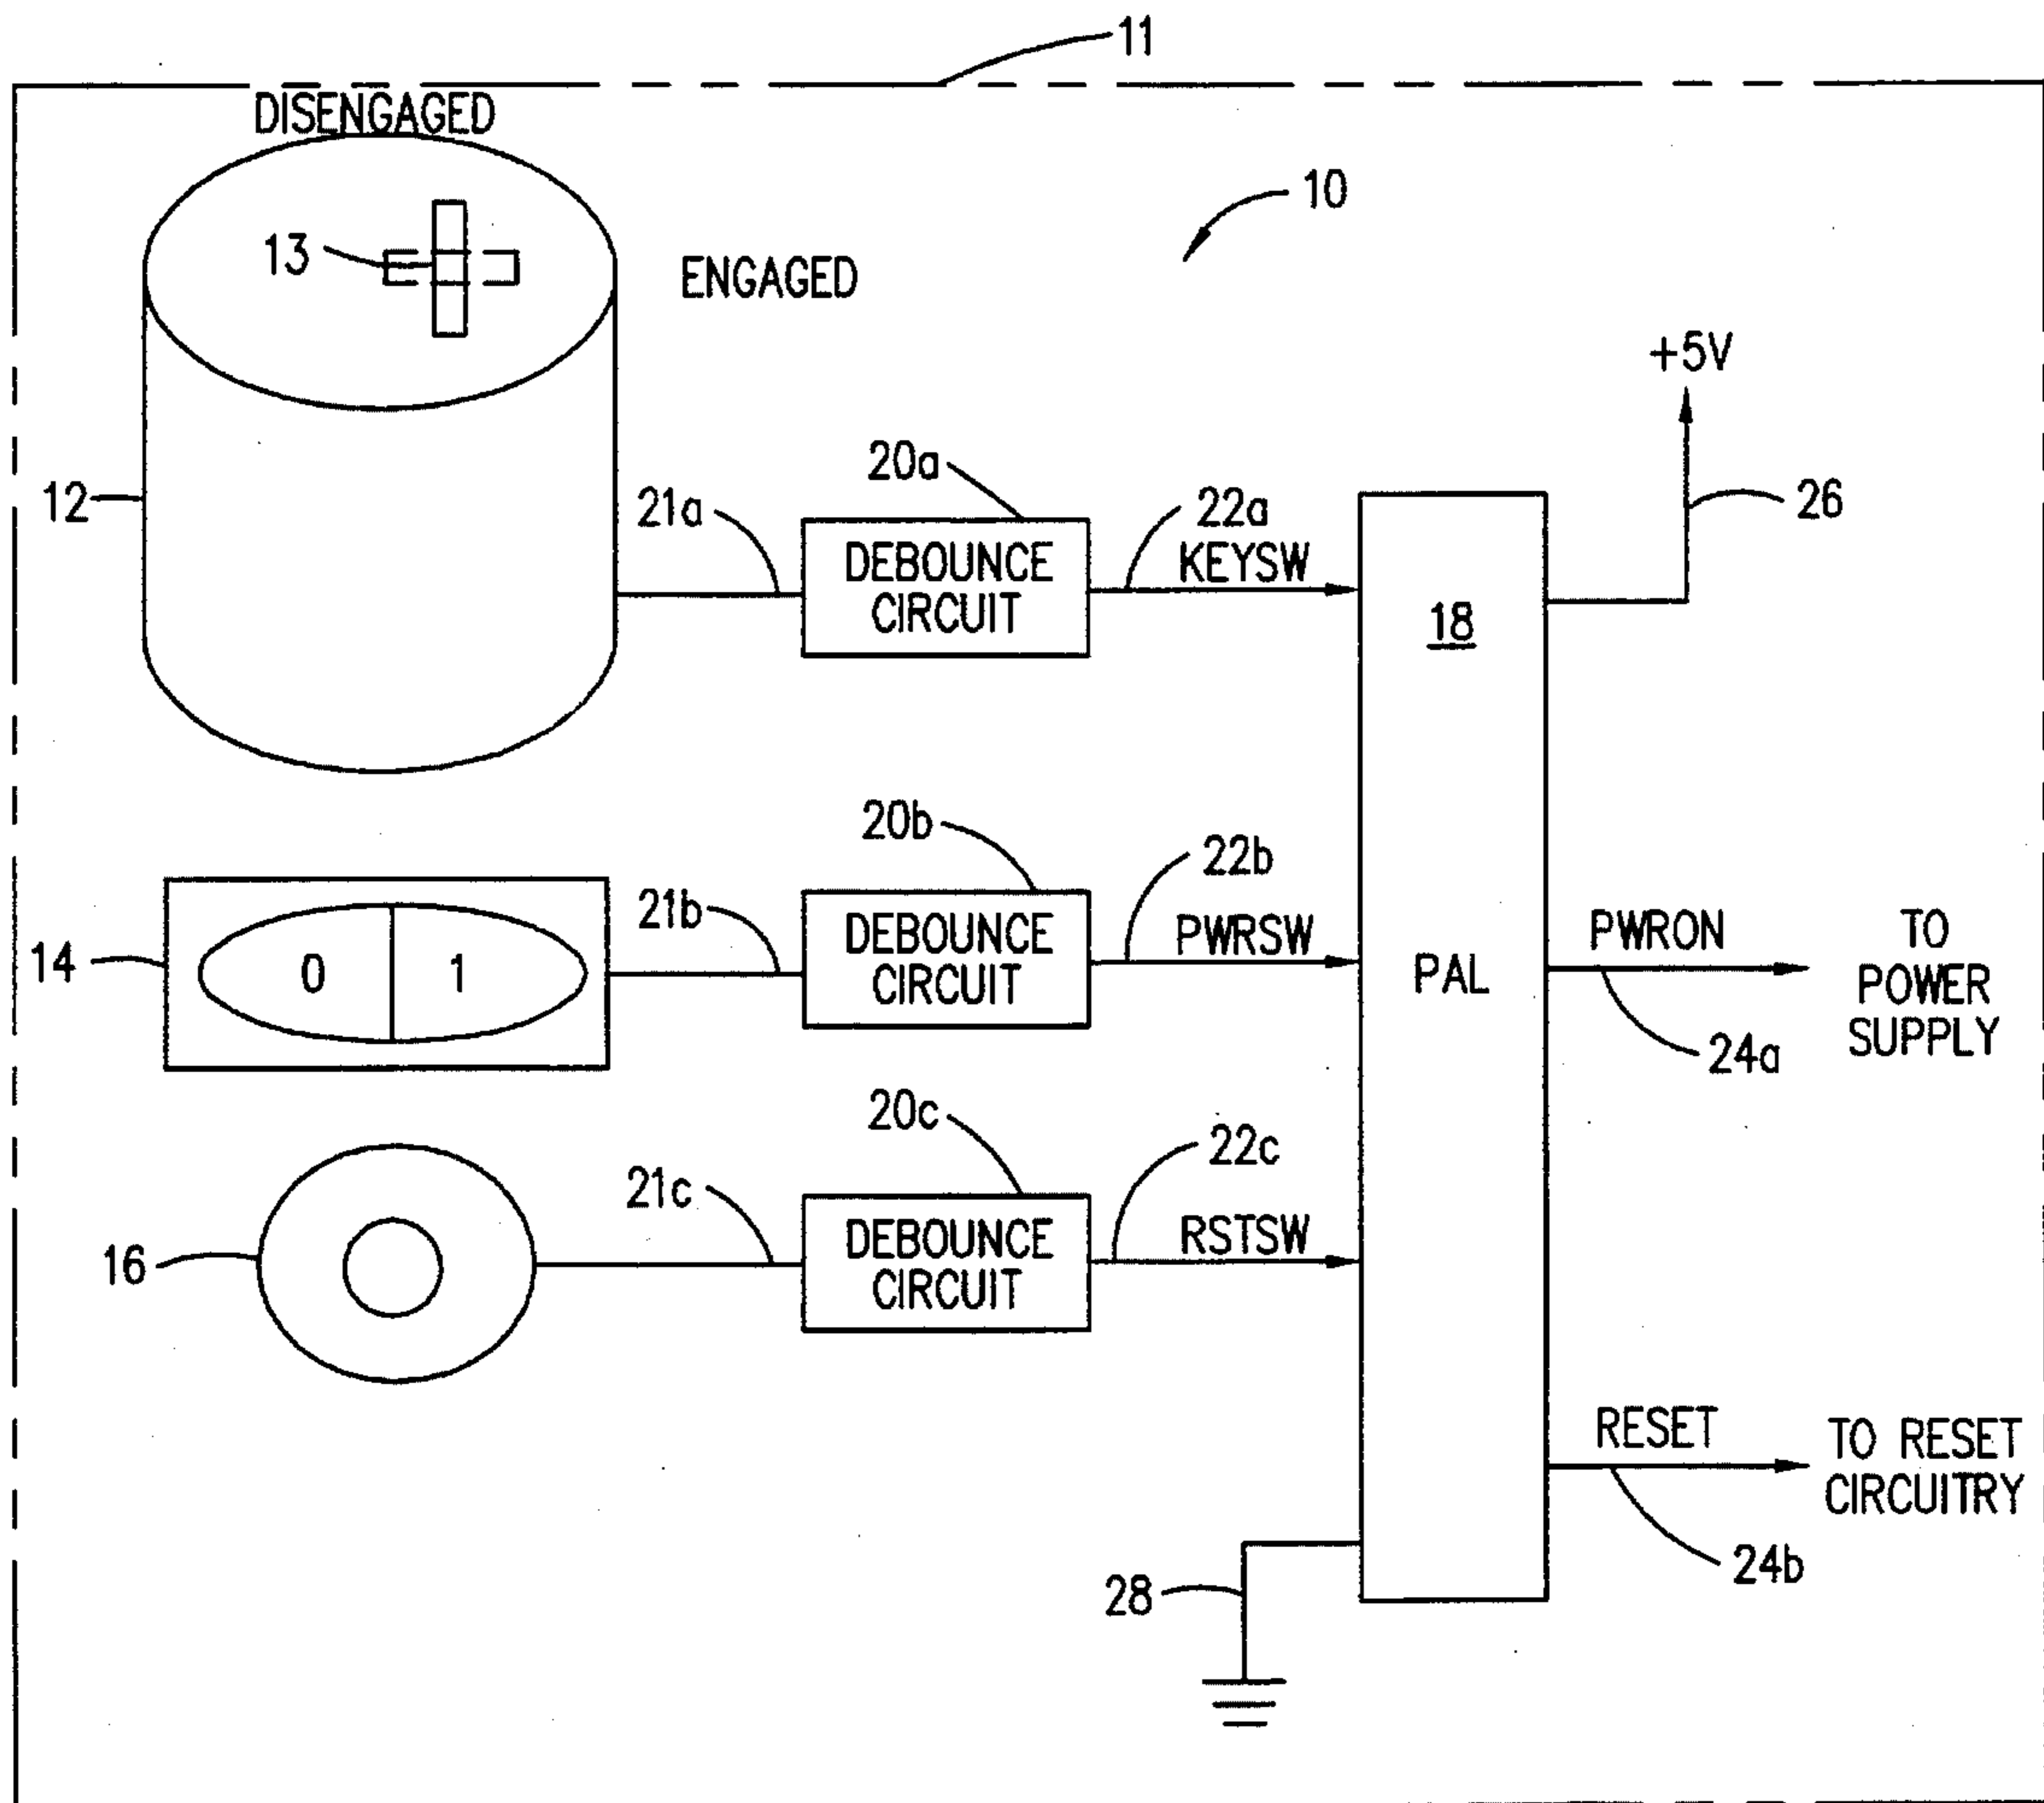 11
DISENGAGED
10
13
ENGAGED
+5V
20a
12
21a
22a
26
KEYSW
DEBOUNCE
CIRCUIT
18
20b
22b
21b
14
0
1
DEBOUNCE
CIRCUIT
PWRSW
PAL
PWRON
TO
POWER
SUPPLY
24a
20c
22c
21c
16
DEBOUNCE
CIRCUIT
RSTSW
RESET
TO RESET
CIRCUITRY
24b
28